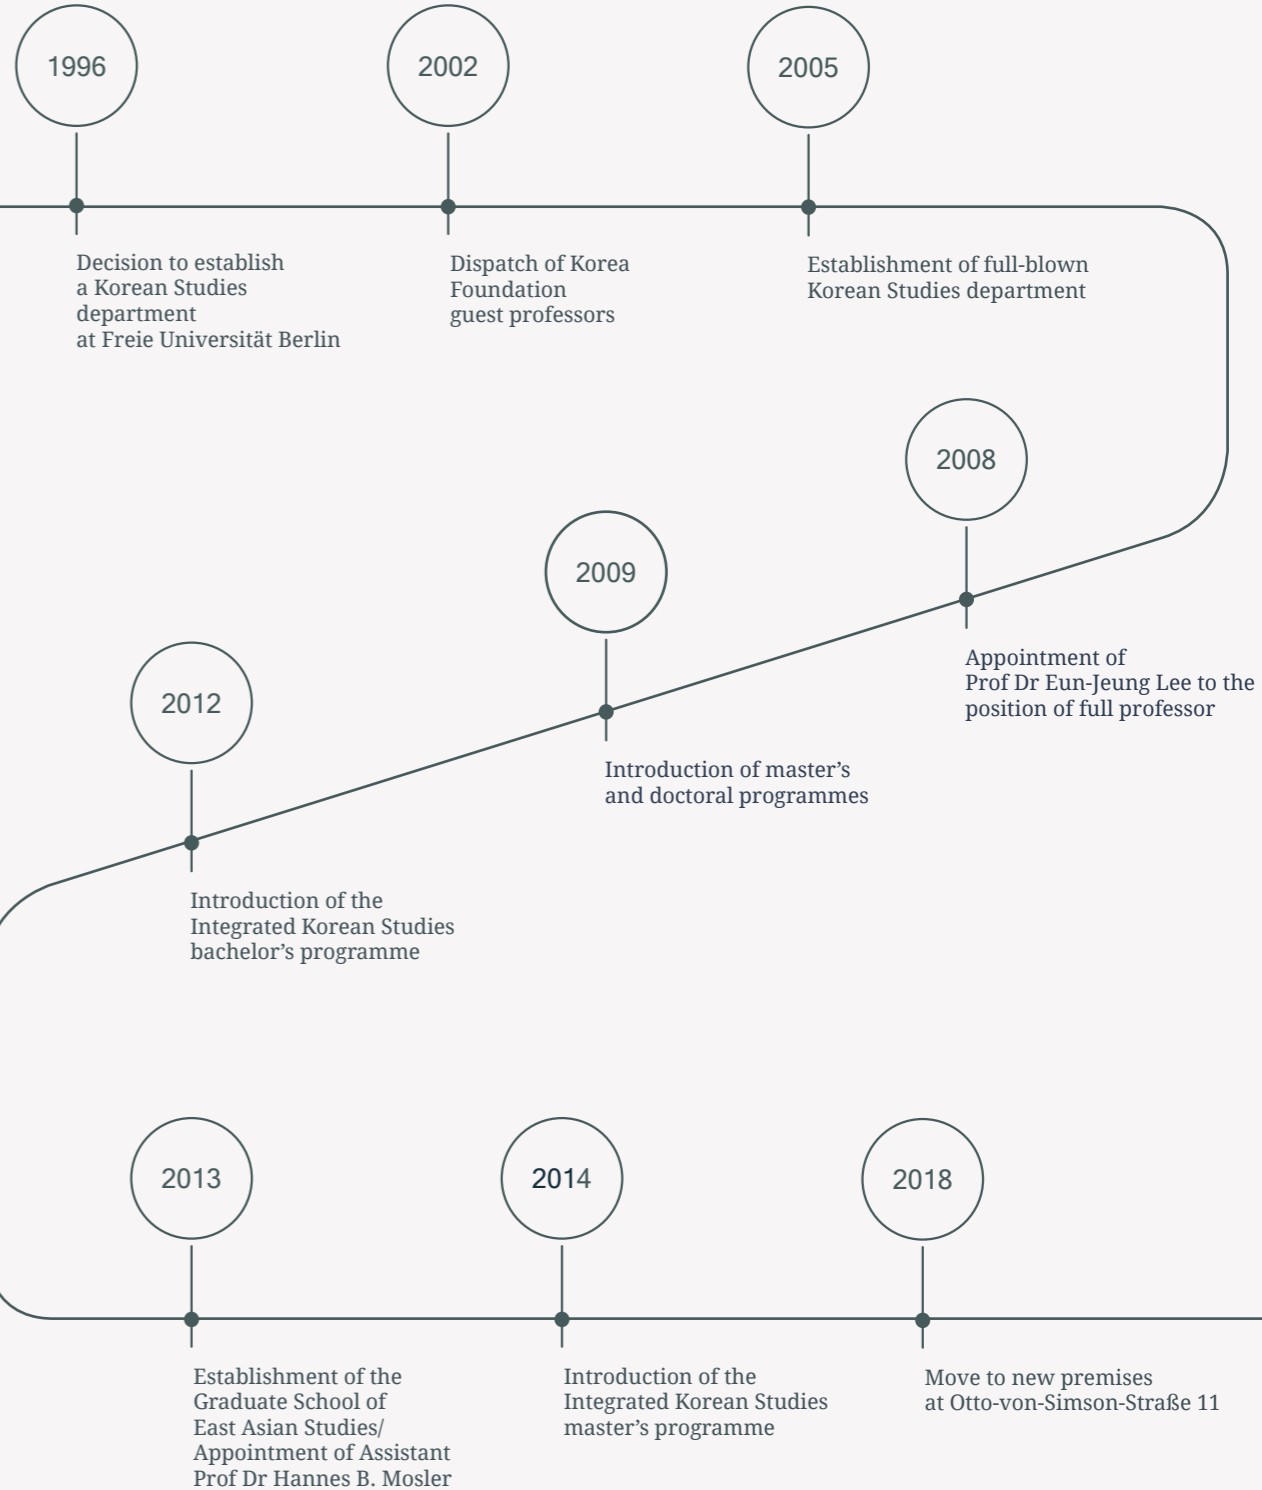 1996
Decision to establish
a Korean Studies
department
at Freie Universität Berlin
2002
Dispatch of Korea
Foundation
guest professors
2005
Establishment of full-blown
Korean Studies department
2008
Appointment of
Prof Dr Eun-Jeung Lee to the
position of full professor
2009
Introduction of master’s
and doctoral programmes
2012
Introduction of the
Integrated Korean Studies
bachelor’s programme
2013
Establishment of the
Graduate School of
East Asian Studies/
Appointment of Assistant
Prof Dr Hannes B. Mosler
2014
Introduction of the
Integrated Korean Studies
master’s programme
2018
Move to new premises
at Otto-von-Simson-Straße 11